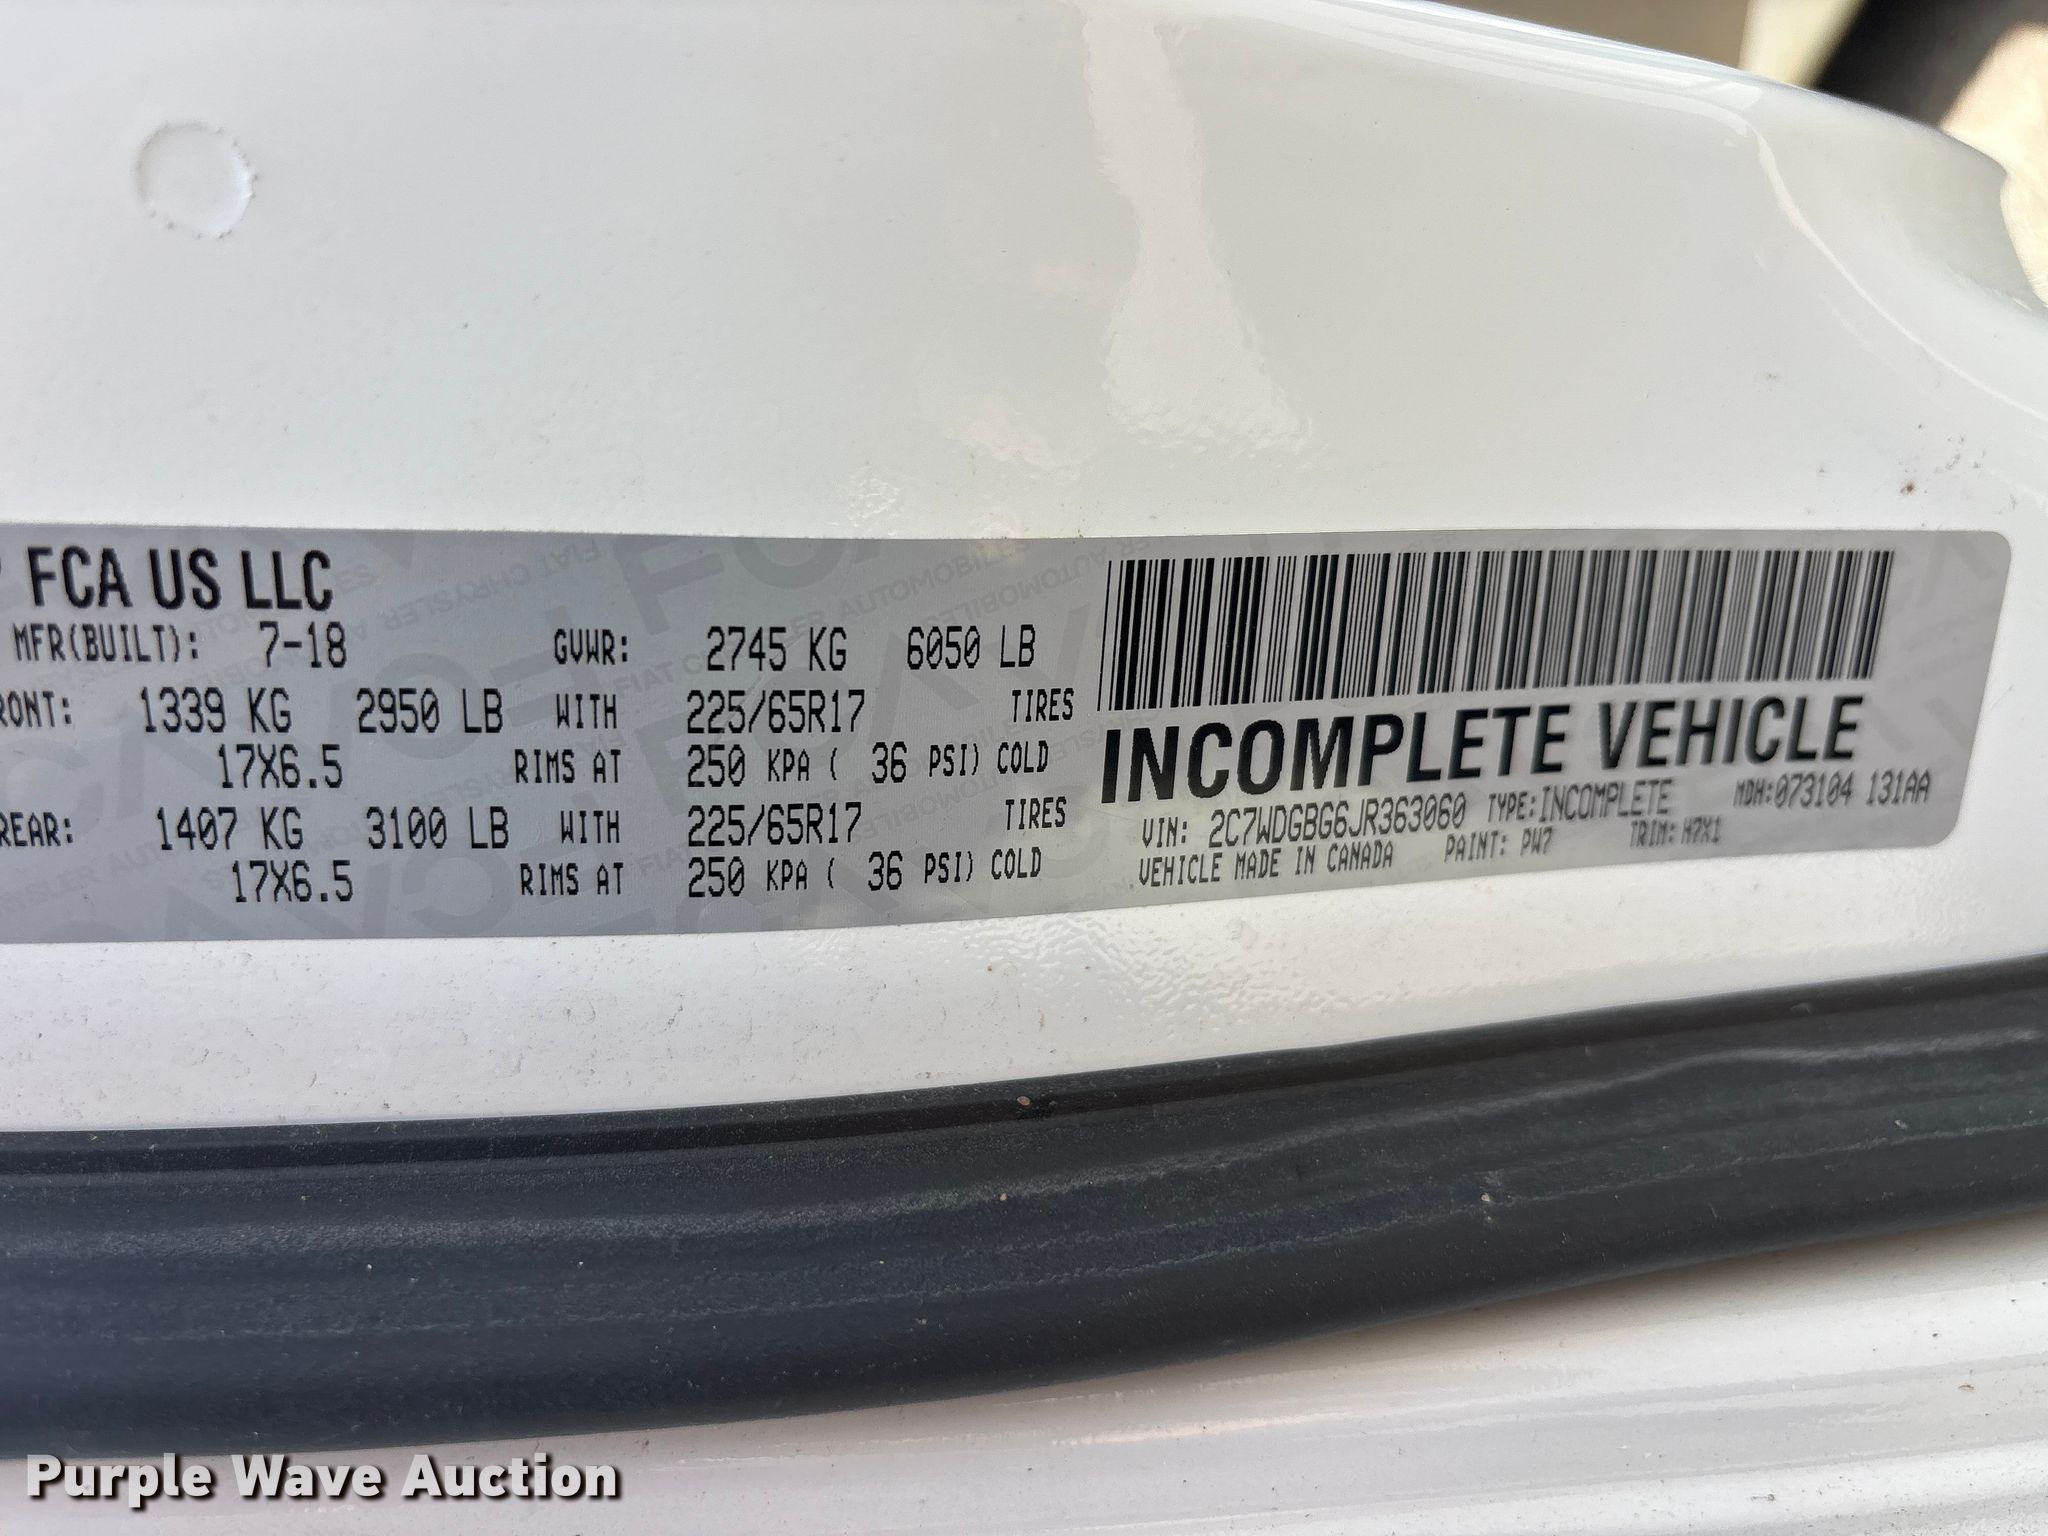 FCA US LLC
MFR(BUILT): 7-18 GVWR: 2745 KG 6050 LB
RONT: 1339 KG 2950 LB WITH 225/65R17 TIRES
17X6.5 RIMS AT 250 KPA ( 36 PSI) COLD
REAR: 1407 KG 3100 LB WITH 225/65R17 TIRES
17X6.5 RIMS AT 250 KPA ( 36 PSI) COLD
INCOMPLETE VEHICLE
VIN: 2C7WDGBG6JR363060 TYPE:INCOMPLETE MDH:073104 131AA
VEHICLE MADE IN CANADA PAINT: PW7 TRIM: H7X1
Purple Wave Auction